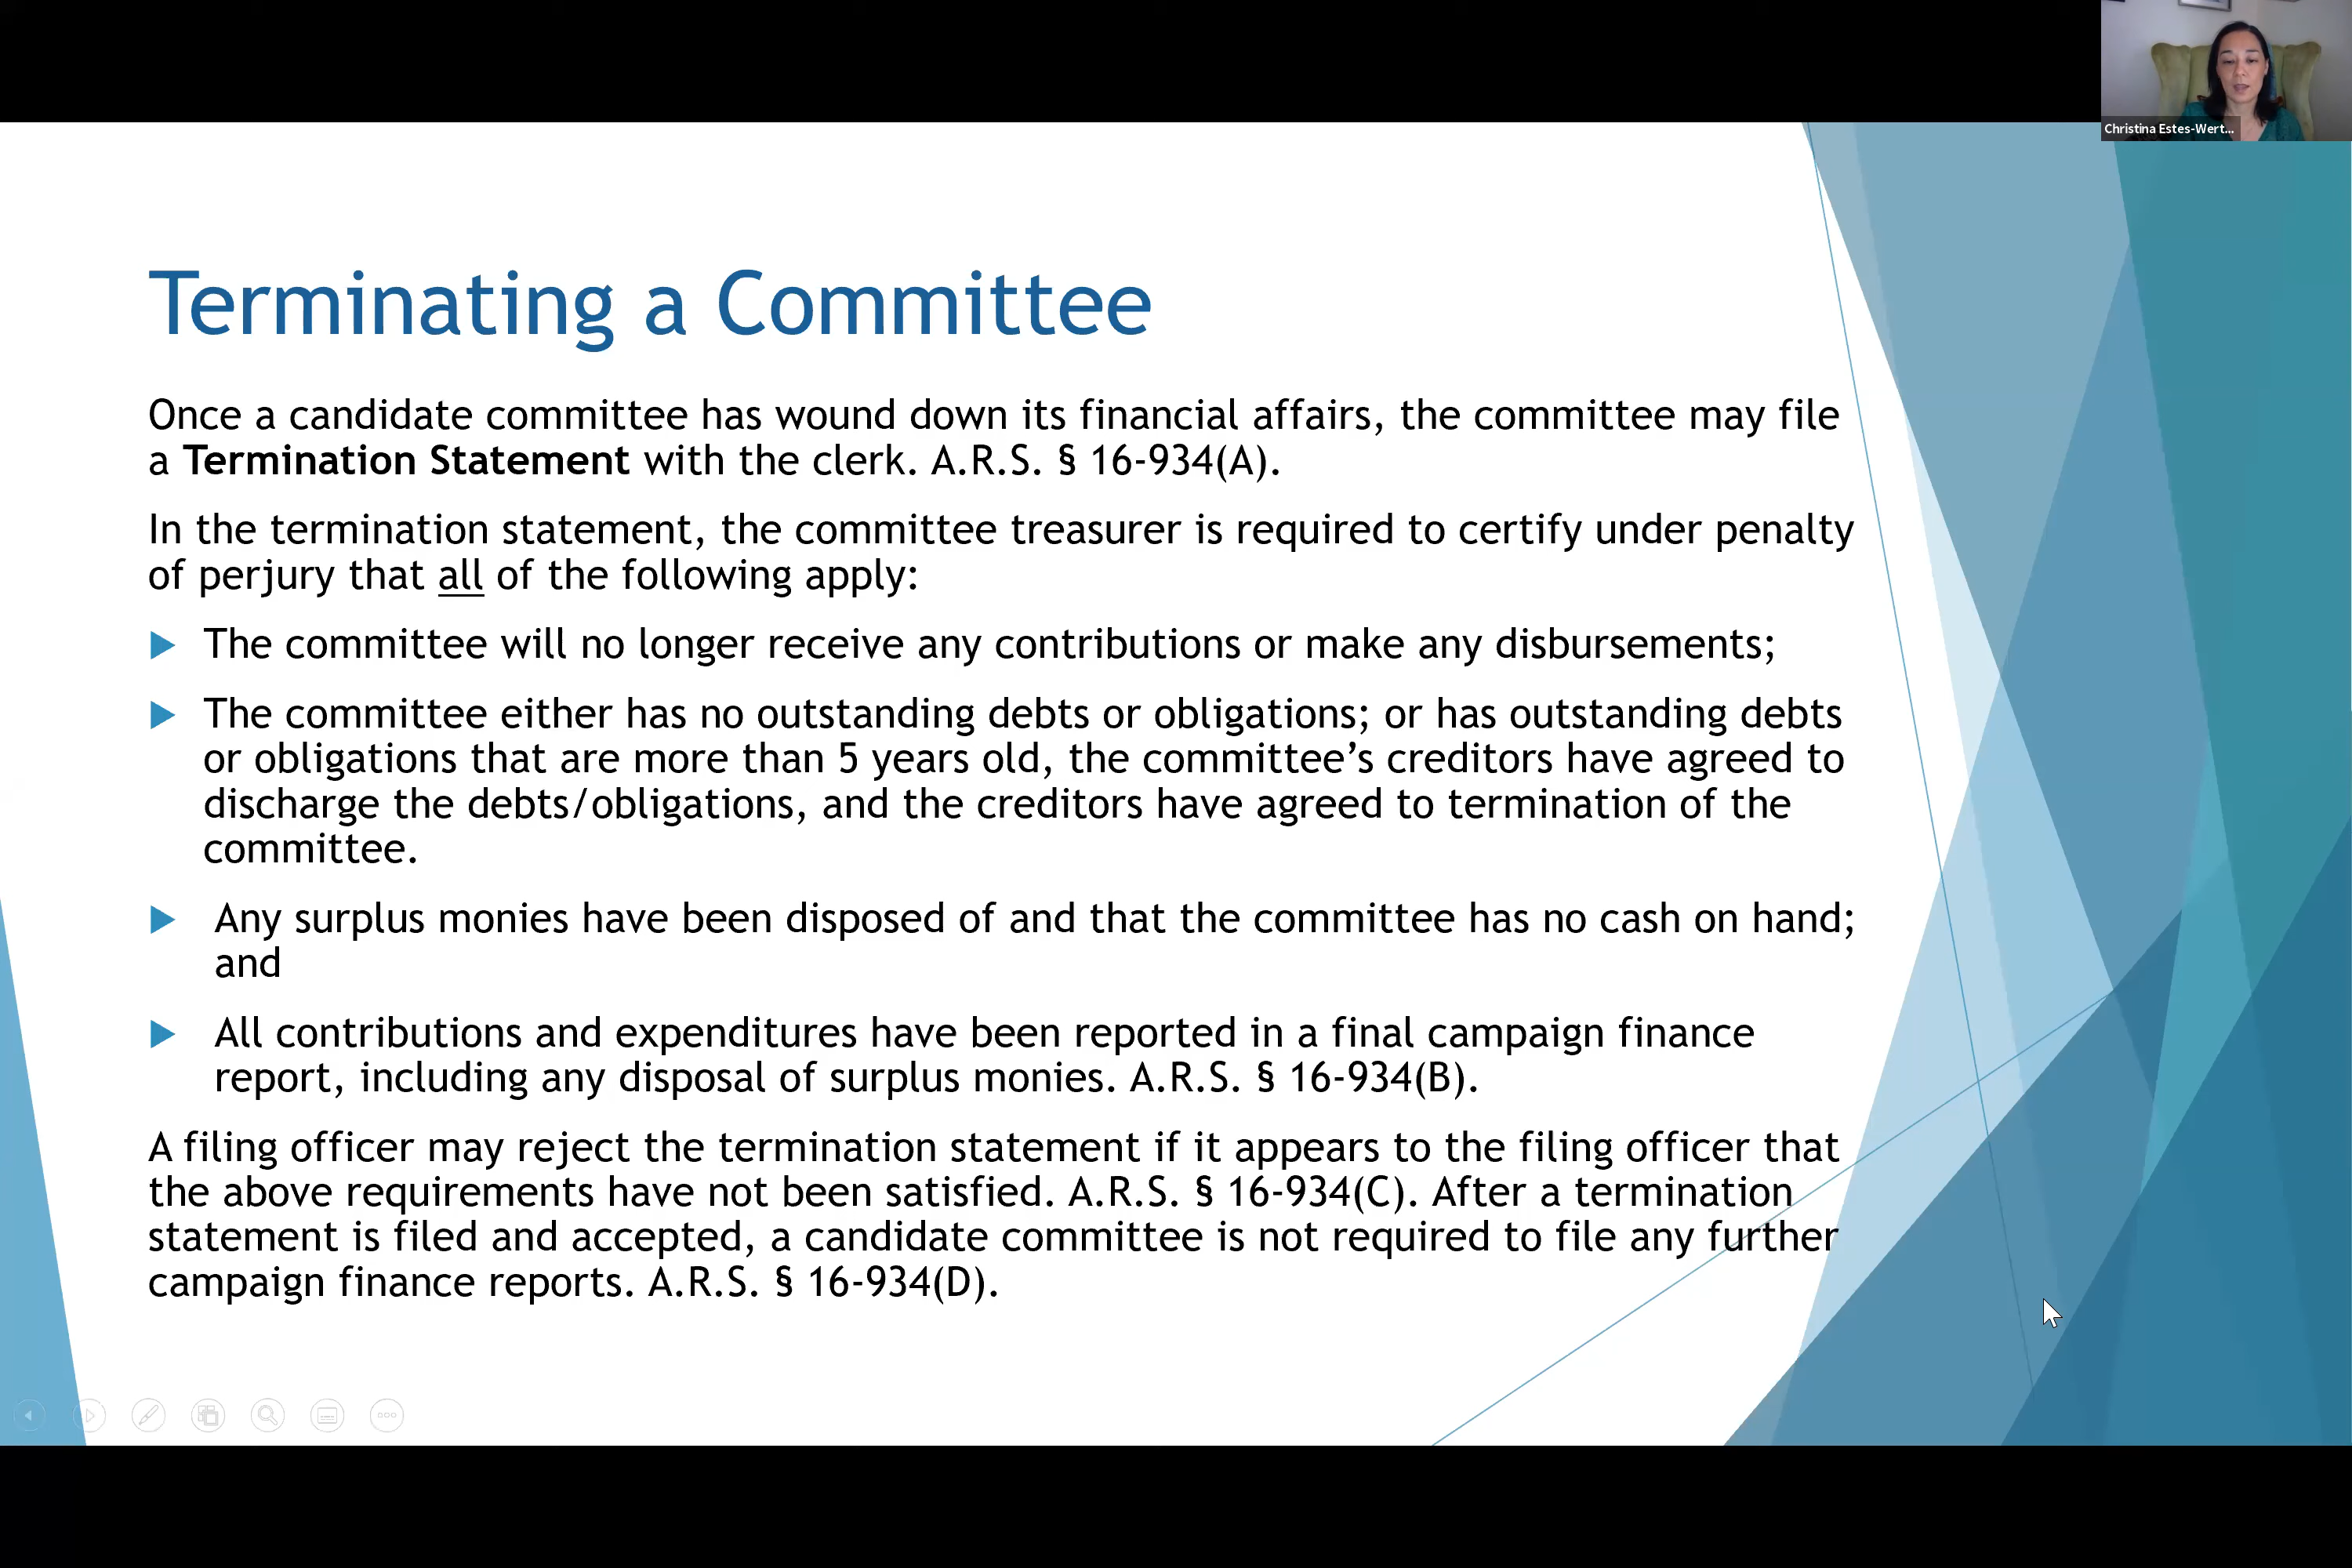 Christina Estes-Wert...
Terminating a Committee
Once a candidate committee has wound down its financial affairs, the committee may file
a Termination Statement with the clerk. A.R.S. § 16-934(A).
In the termination statement, the committee treasurer is required to certify under penalty
of perjury that all of the following apply:
The committee will no longer receive any contributions or make any disbursements;
The committee either has no outstanding debts or obligations; or has outstanding debts
or obligations that are more than 5 years old, the committee’s creditors have agreed to
discharge the debts/obligations, and the creditors have agreed to termination of the
committee.
Any surplus monies have been disposed of and that the committee has no cash on hand;
and
All contributions and expenditures have been reported in a final campaign finance
report, including any disposal of surplus monies. A.R.S. § 16-934(B).
A filing officer may reject the termination statement if it appears to the filing officer that
the above requirements have not been satisfied. A.R.S. § 16-934(C). After a termination
statement is filed and accepted, a candidate committee is not required to file any further
campaign finance reports. A.R.S. § 16-934(D).